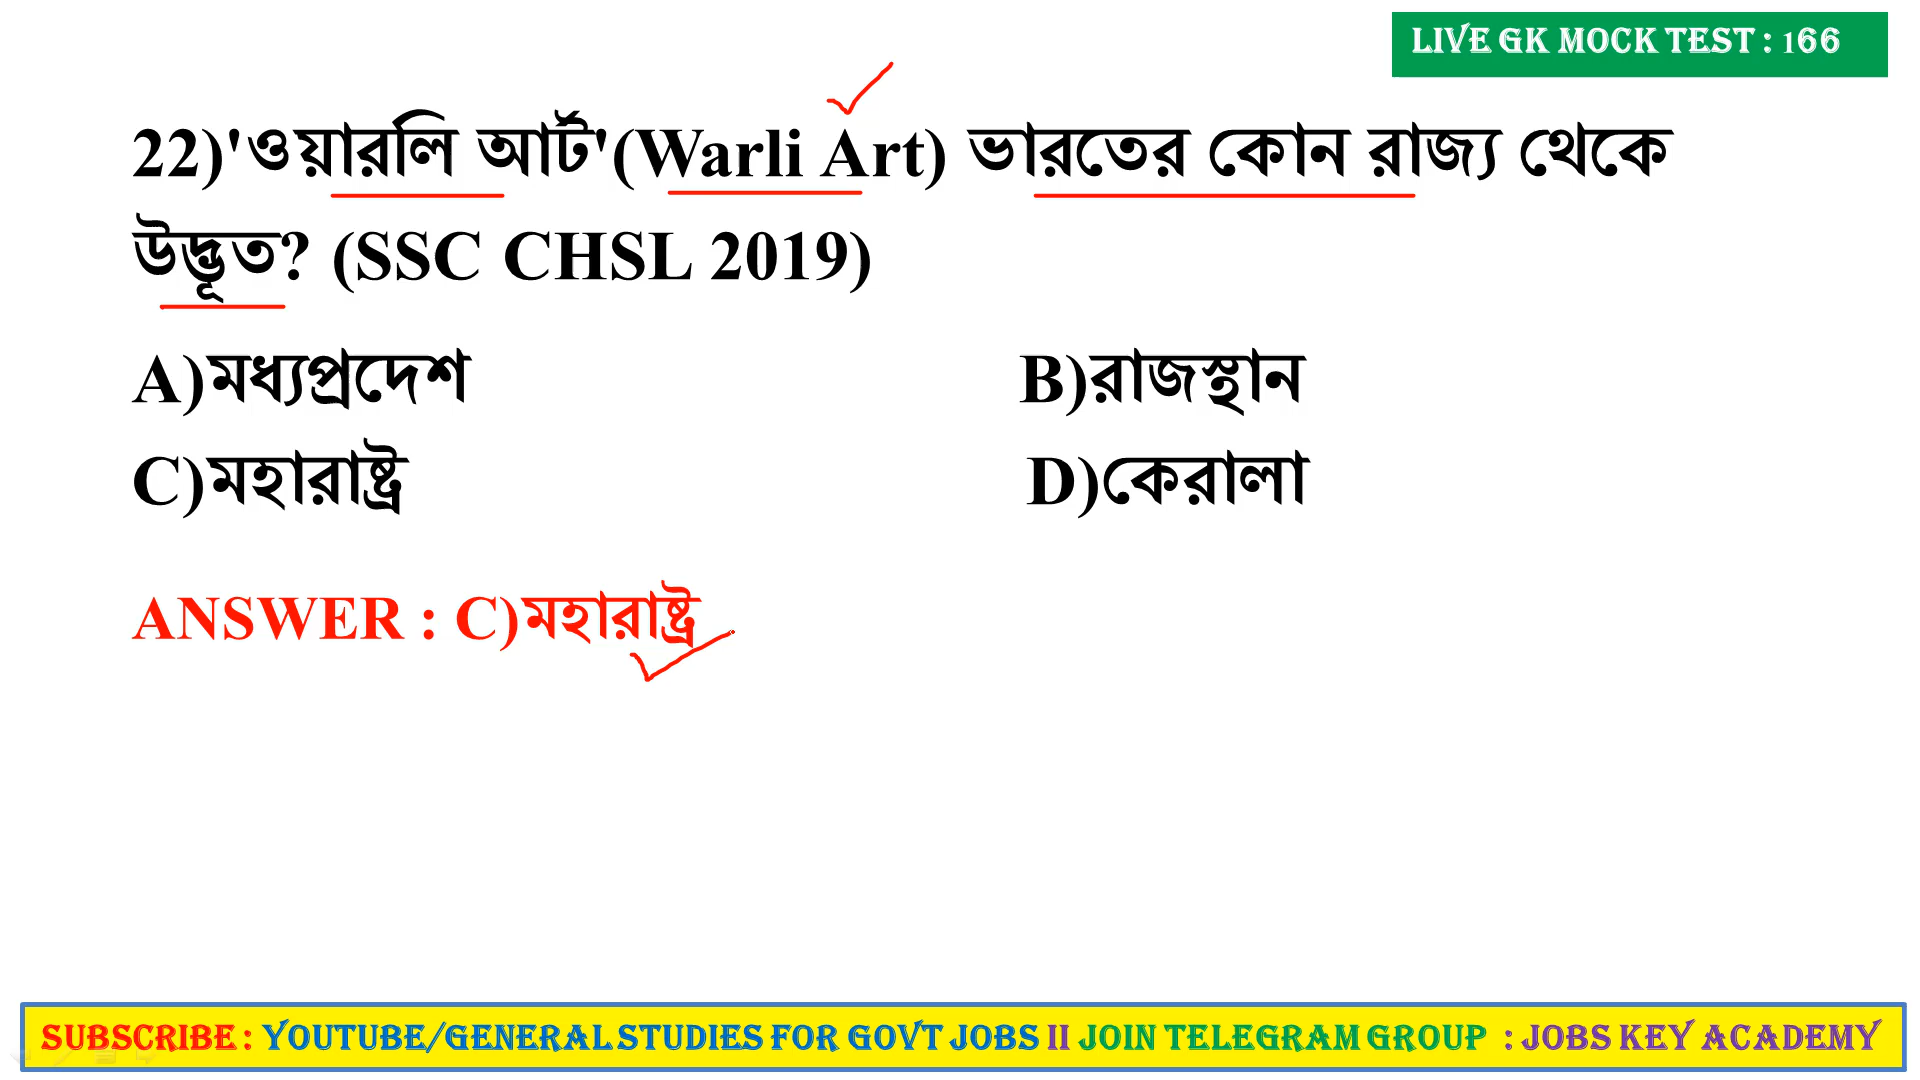 LIVE GK MOCK TEST : 166
22)'ওয়ারলি আর্ট'(Warli Art) ভারতের কোন রাজ্য থেকে
উদ্ভূত? (SSC CHSL 2019)
A)মধ্যপ্রদেশ B)রাজস্থান
C)মহারাষ্ট্র D)কেরালা
ANSWER : C)মহারাষ্ট্র
SUBSCRIBE : YOUTUBE/GENERAL STUDIES FOR GOVT JOBS II JOIN TELEGRAM GROUP : JOBS KEY ACADEMY